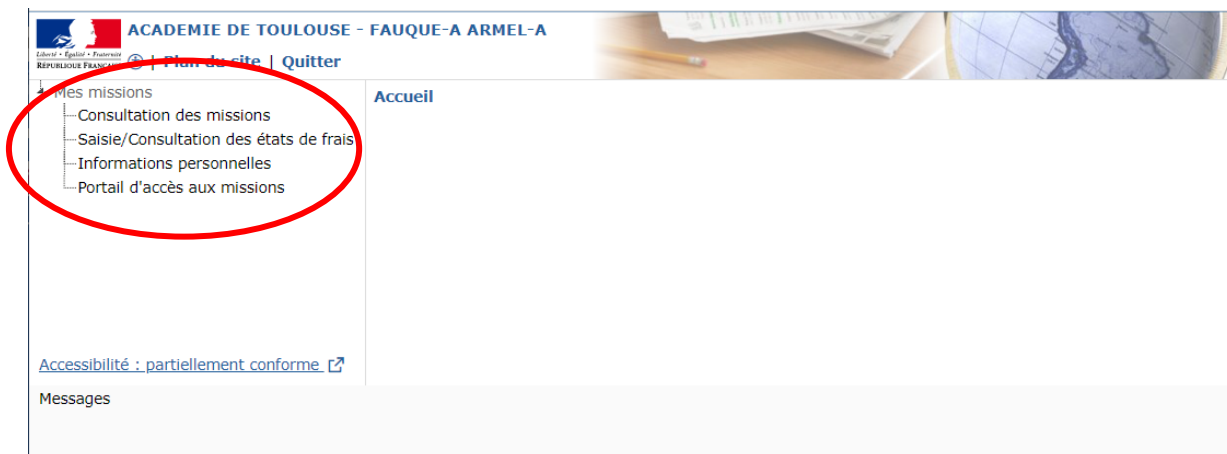 ACADEMIE DE TOULOUSE - FAUQUE-A ARMEL-A
Liberté • Égalité • Fraternité
RÉPUBLIQUE FRANÇAISE
| Plan du site | Quitter
Mes missions
Consultation des missions
Saisie/Consultation des états de frais
Informations personnelles
Portail d'accès aux missions
Accueil
Accessibilité : partiellement conforme
Messages